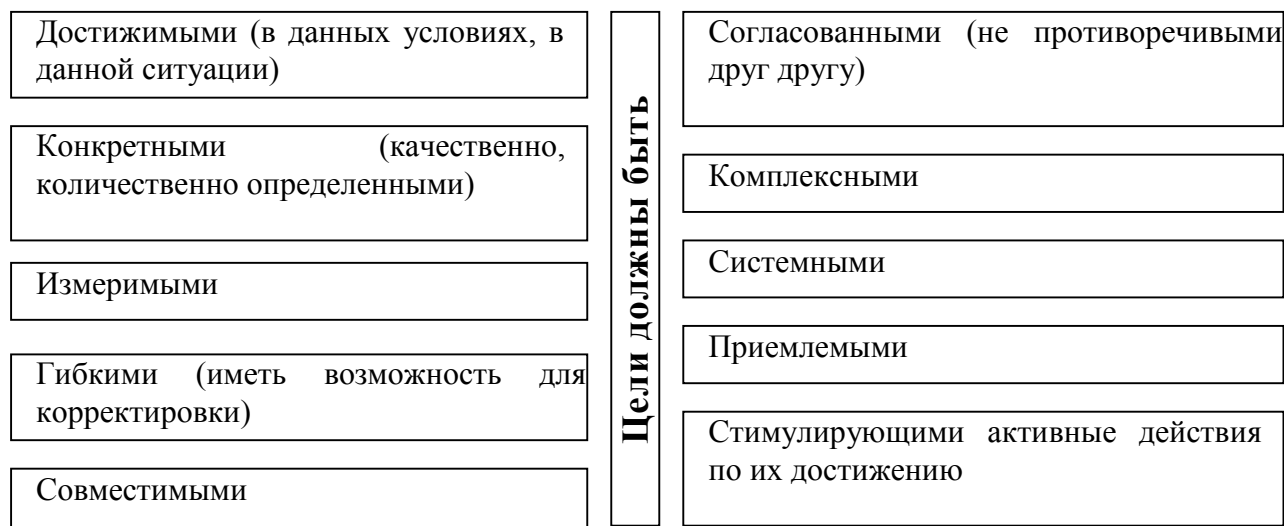 Достижимыми (в данных условиях, в
данной ситуации)
Конкретными (качественно,
количественно определенными)
Измеримыми
Гибкими (иметь возможность для
корректировки)
Совместимыми
Цели должны быть
Согласованными (не противоречивыми
друг другу)
Комплексными
Системными
Приемлемыми
Стимулирующими активные действия
по их достижению